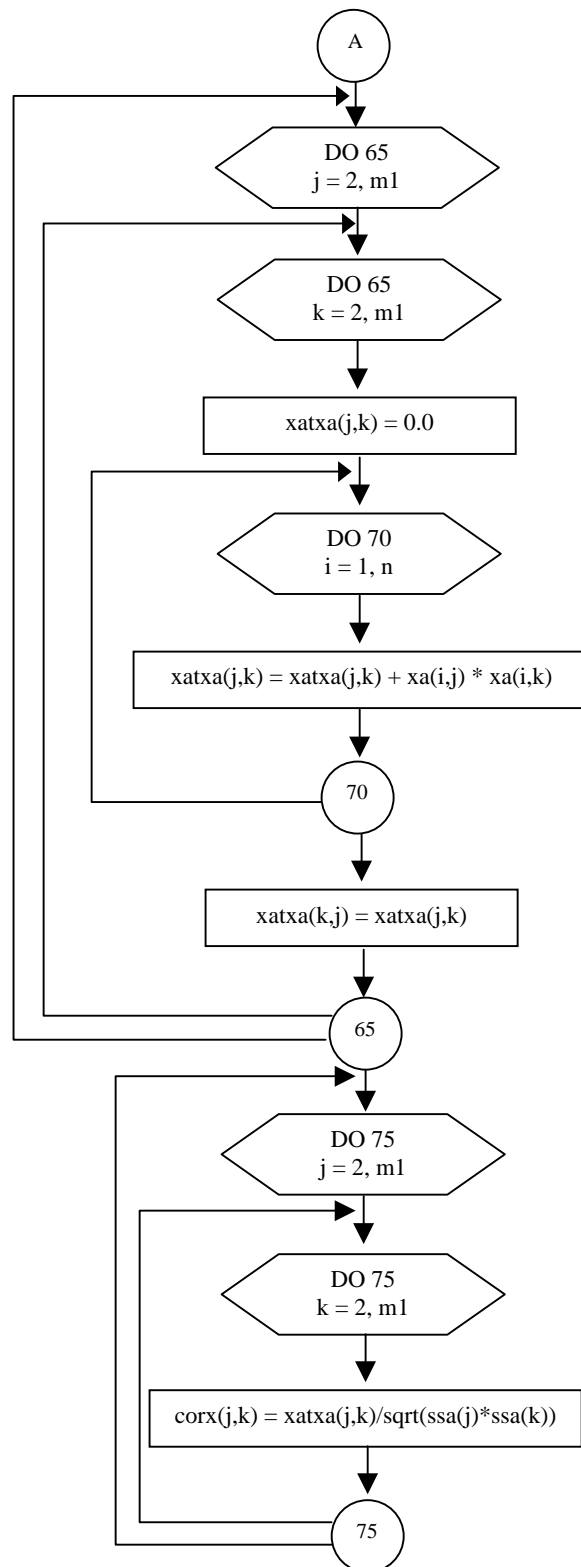 A
DO 65
j = 2, m1
DO 65
k = 2, m1
xatxa(j,k) = 0.0
DO 70
i = 1, n
xatxa(j,k) = xatxa(j,k) + xa(i,j) * xa(i,k)
70
xatxa(k,j) = xatxa(j,k)
65
DO 75
j = 2, m1
DO 75
k = 2, m1
corx(j,k) = xatxa(j,k)/sqrt(ssa(j)*ssa(k))
75